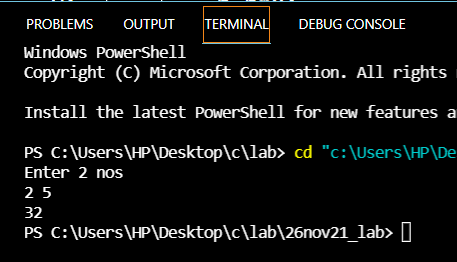 PROBLEMS OUTPUT TERMINAL DEBUG CONSOLE
Windows PowerShell
Copyright (C) Microsoft Corporation. All rights
Install the latest PowerShell for new features a
PS C:\Users\HP\Desktop\c\lab> cd "c:\Users\HP\De
Enter 2 nos
2 5
32
PS C:\Users\HP\Desktop\c\lab\26nov21_lab>